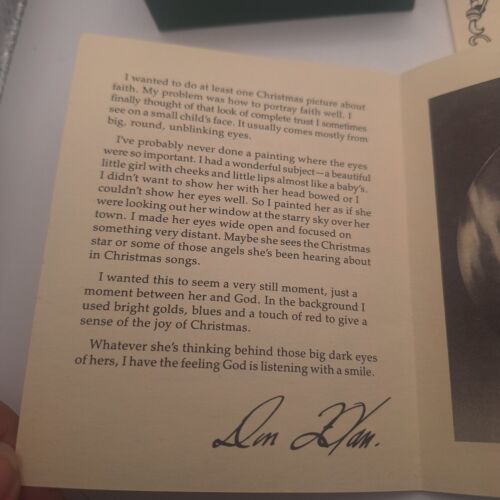 I wanted to do at least one Christmas picture about
faith. My problem was how to portray faith well. I
finally thought of that look of complete trust I sometimes
see on a small child's face. It usually comes mostly from
big, round, unblinking eyes.
I've probably never done a painting where the eyes
were so important. I had a wonderful subject—a beautiful
little girl with cheeks and little lips almost like a baby's.
I didn't want to show her with her head bowed or I
couldn't show her eyes well. So I painted her as if she
were looking out her window at the starry sky over her
town. I made her eyes wide open and focused on
something very distant. Maybe she sees the Christmas
star or some of those angels she's been hearing about
in Christmas songs.
I wanted this to seem a very still moment, just a
moment between her and God. In the background I
used bright golds, blues and a touch of red to give a
sense of the joy of Christmas.
Whatever she's thinking behind those big dark eyes
of hers, I have the feeling God is listening with a smile.
Don